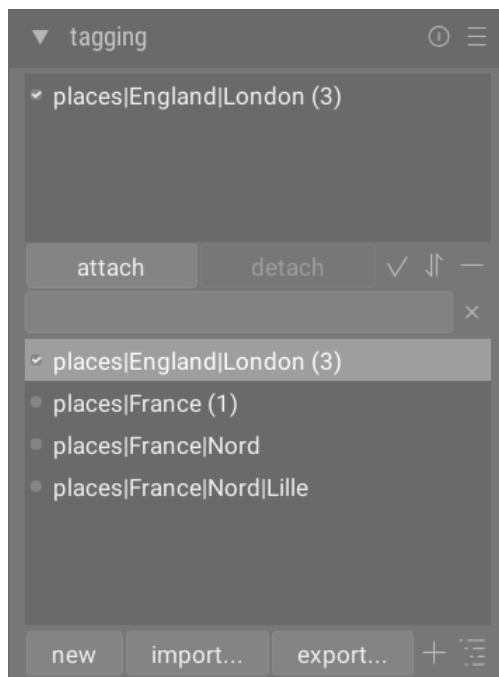 tagging
places|England|London (3)
attach detach
places|England|London (3)
places|France (1)
places|France|Nord
places|France|Nord|Lille
new import... export...